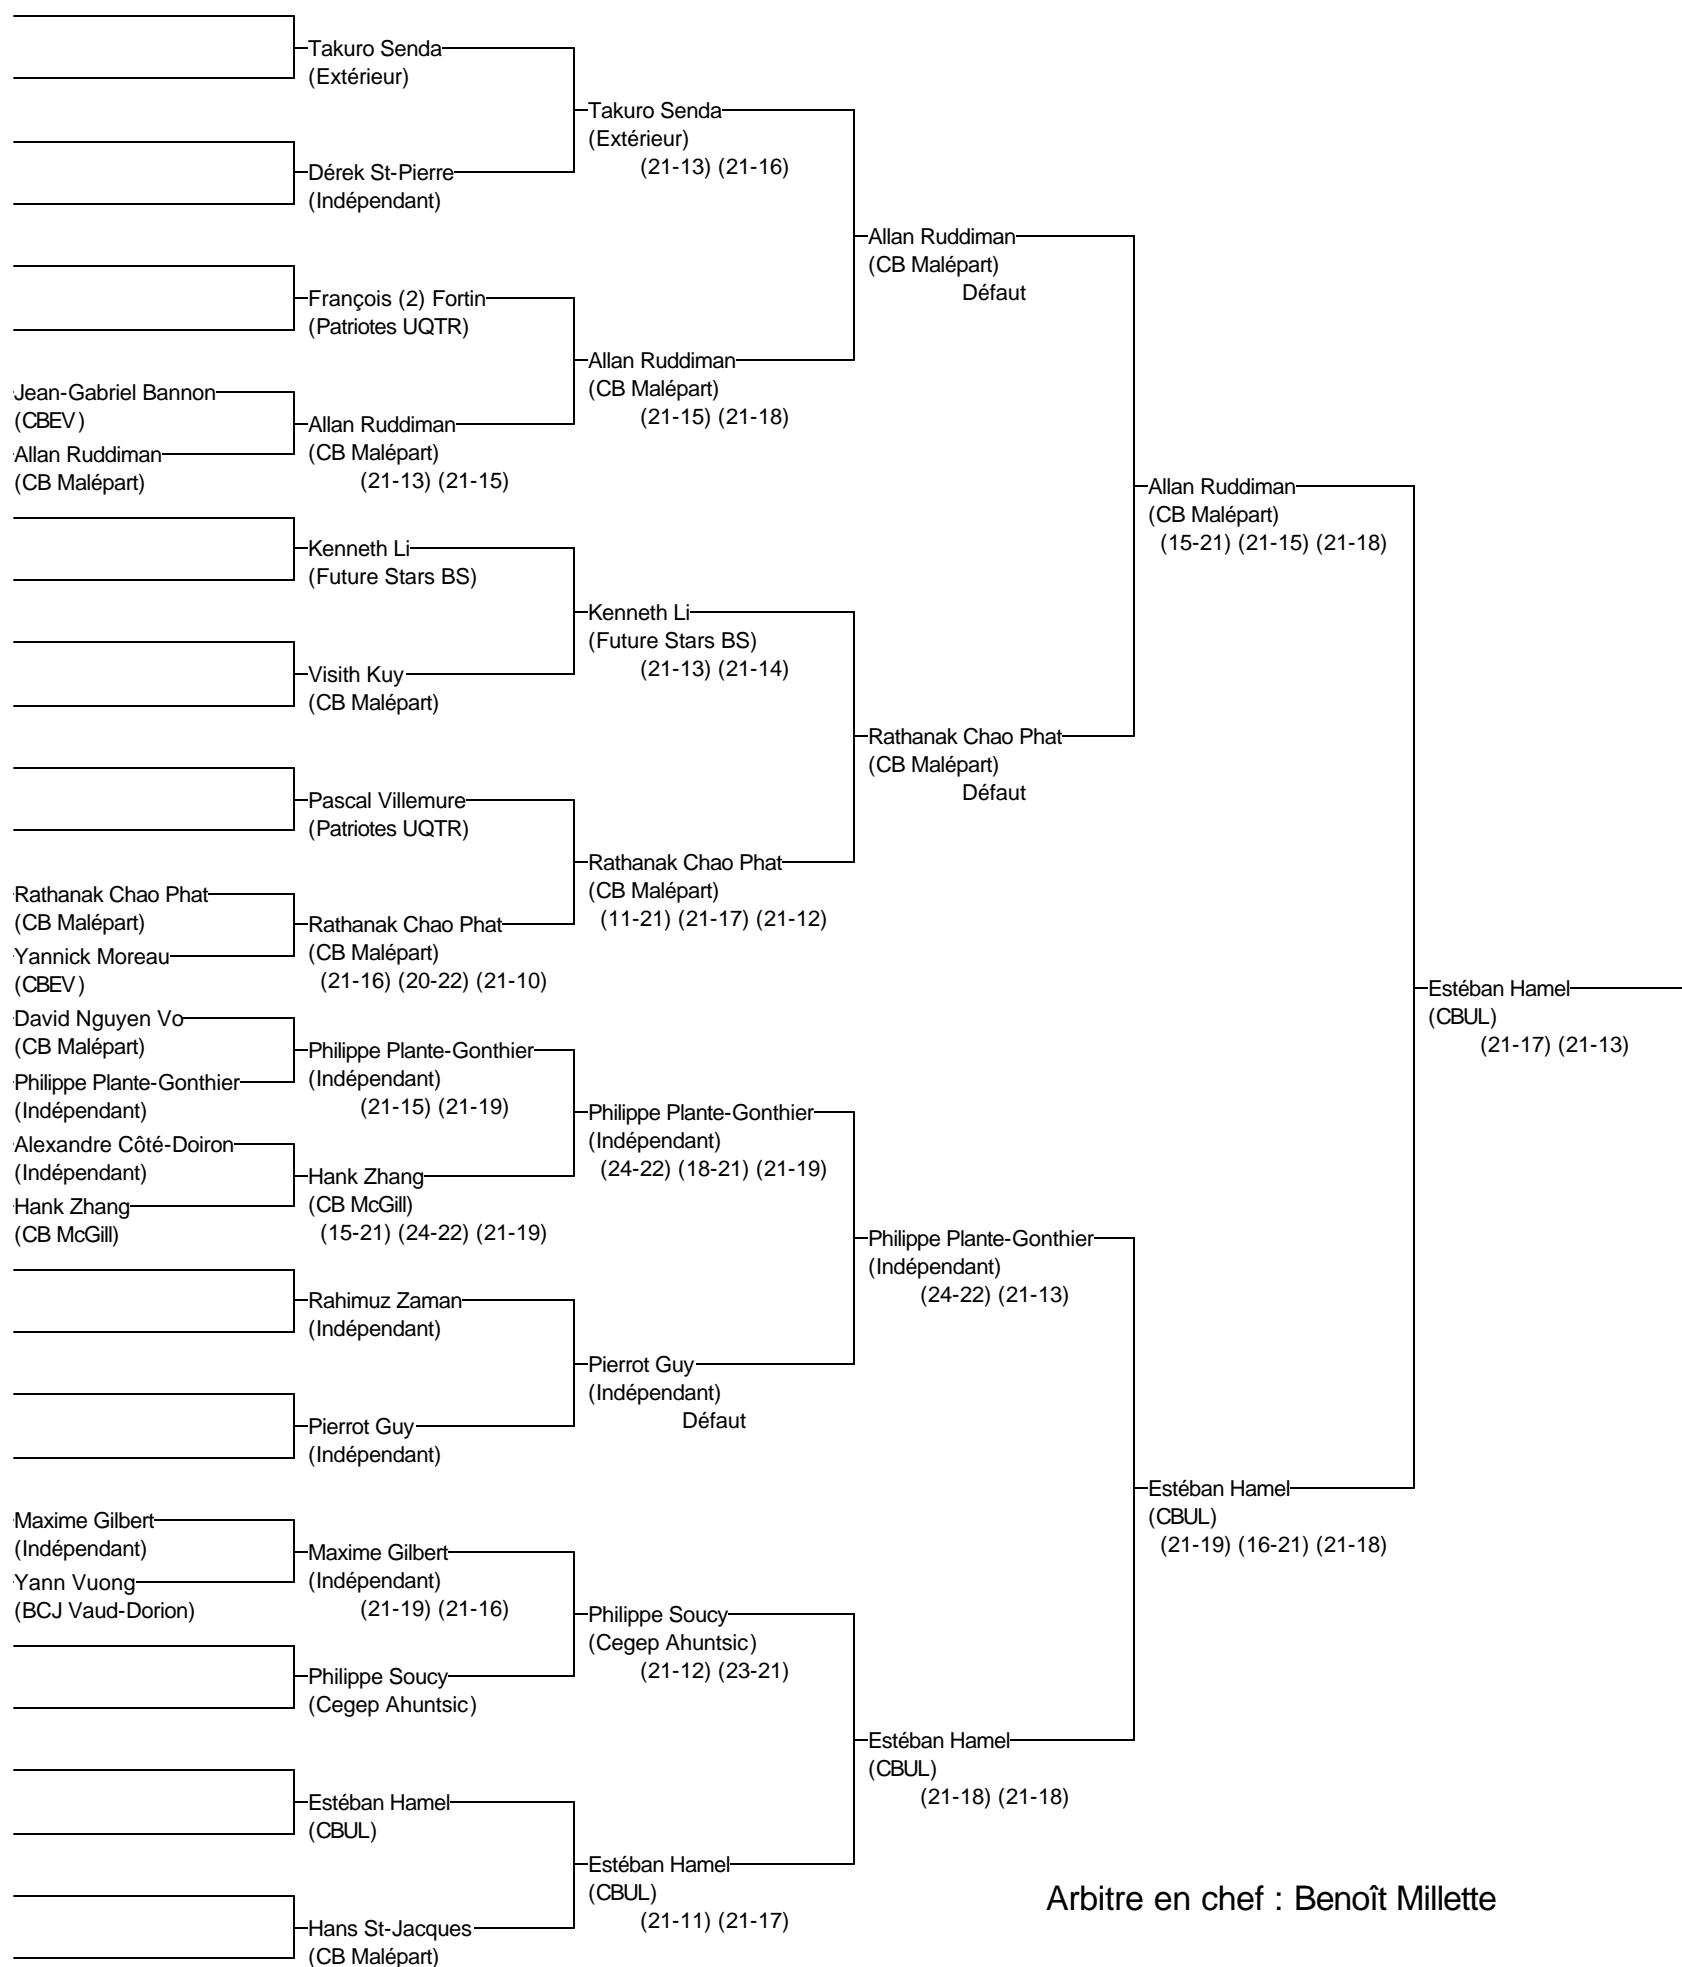 Takuro Senda
(Extérieur)
Takuro Senda
(Extérieur)
(21-13) (21-16)
Dérek St-Pierre
(Indépendant)
Allan Ruddiman
(CB Malépart)
Défaut
François (2) Fortin
(Patriotes UQTR)
Allan Ruddiman
(CB Malépart)
(21-15) (21-18)
Jean-Gabriel Bannon
(CBEV)
Allan Ruddiman
(CB Malépart)
Allan Ruddiman
(CB Malépart)
(21-13) (21-15)
Allan Ruddiman
(CB Malépart)
(15-21) (21-15) (21-18)
Kenneth Li
(Future Stars BS)
Kenneth Li
(Future Stars BS)
(21-13) (21-14)
Visith Kuy
(CB Malépart)
Rathanak Chao Phat
(CB Malépart)
Défaut
Pascal Villemure
(Patriotes UQTR)
Rathanak Chao Phat
(CB Malépart)
(11-21) (21-17) (21-12)
Rathanak Chao Phat
(CB Malépart)
Yannick Moreau
(CBEV)
Rathanak Chao Phat
(CB Malépart)
(21-16) (20-22) (21-10)
Estéban Hamel
(CBUL)
(21-17) (21-13)
David Nguyen Vo
(CB Malépart)
Philippe Plante-Gonthier
(Indépendant)
Philippe Plante-Gonthier
(Indépendant)
(21-15) (21-19)
Philippe Plante-Gonthier
(Indépendant)
(24-22) (18-21) (21-19)
Alexandre Côté-Doiron
(Indépendant)
Hank Zhang
(CB McGill)
Hank Zhang
(CB McGill)
(15-21) (24-22) (21-19)
Philippe Plante-Gonthier
(Indépendant)
(24-22) (21-13)
Rahimuz Zaman
(Indépendant)
Pierrot Guy
(Indépendant)
Défaut
Pierrot Guy
(Indépendant)
Estéban Hamel
(CBUL)
(21-19) (16-21) (21-18)
Maxime Gilbert
(Indépendant)
Yann Vuong
(BCJ Vaud-Dorion)
Maxime Gilbert
(Indépendant)
(21-19) (21-16)
Philippe Soucy
(Cegep Ahuntsic)
(21-12) (23-21)
Philippe Soucy
(Cegep Ahuntsic)
Estéban Hamel
(CBUL)
(21-18) (21-18)
Estéban Hamel
(CBUL)
Estéban Hamel
(CBUL)
(21-11) (21-17)
Hans St-Jacques
(CB Malépart)
Arbitre en chef : Benoît Millette